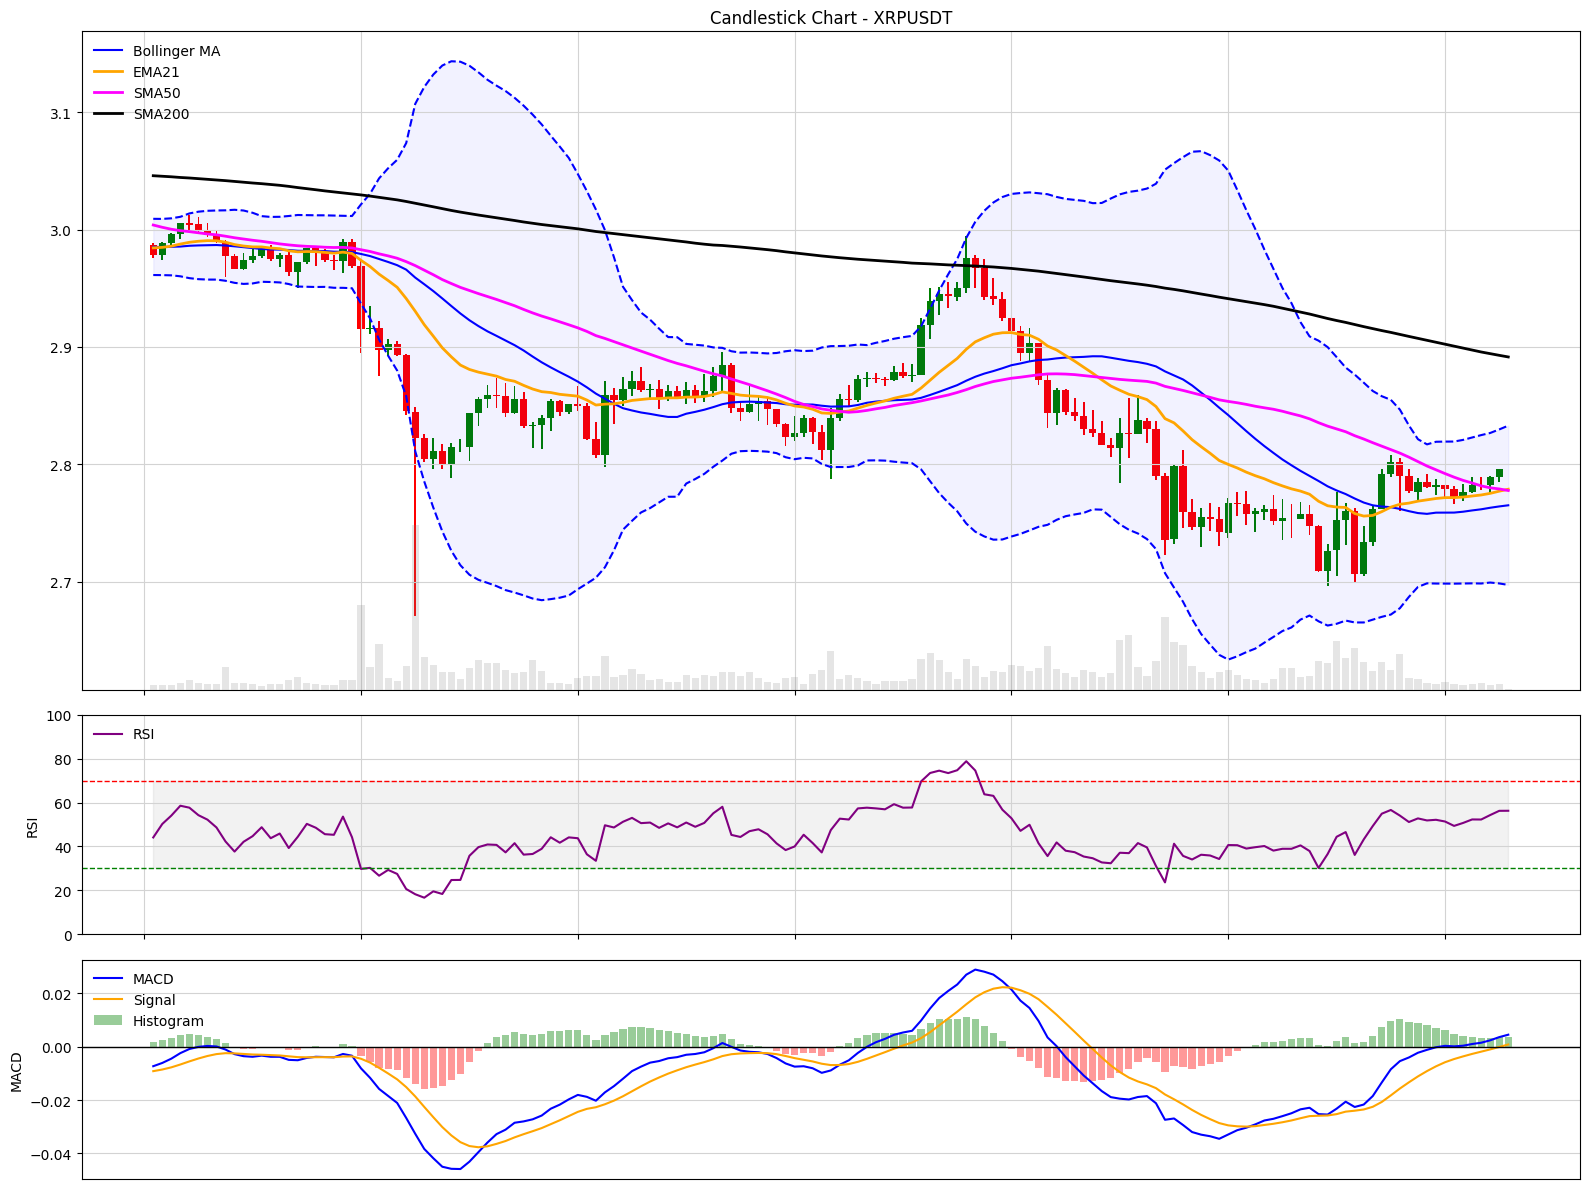 Candlestick Chart - XRPUSDT
Bollinger MA
EMA21
SMA50
SMA200
3.1
3.0
2.9
2.8
2.7
RSI
100
80
60
40
20
0
RSI
MACD
Signal
Histogram
0.02
0.00
−0.02
−0.04
MACD